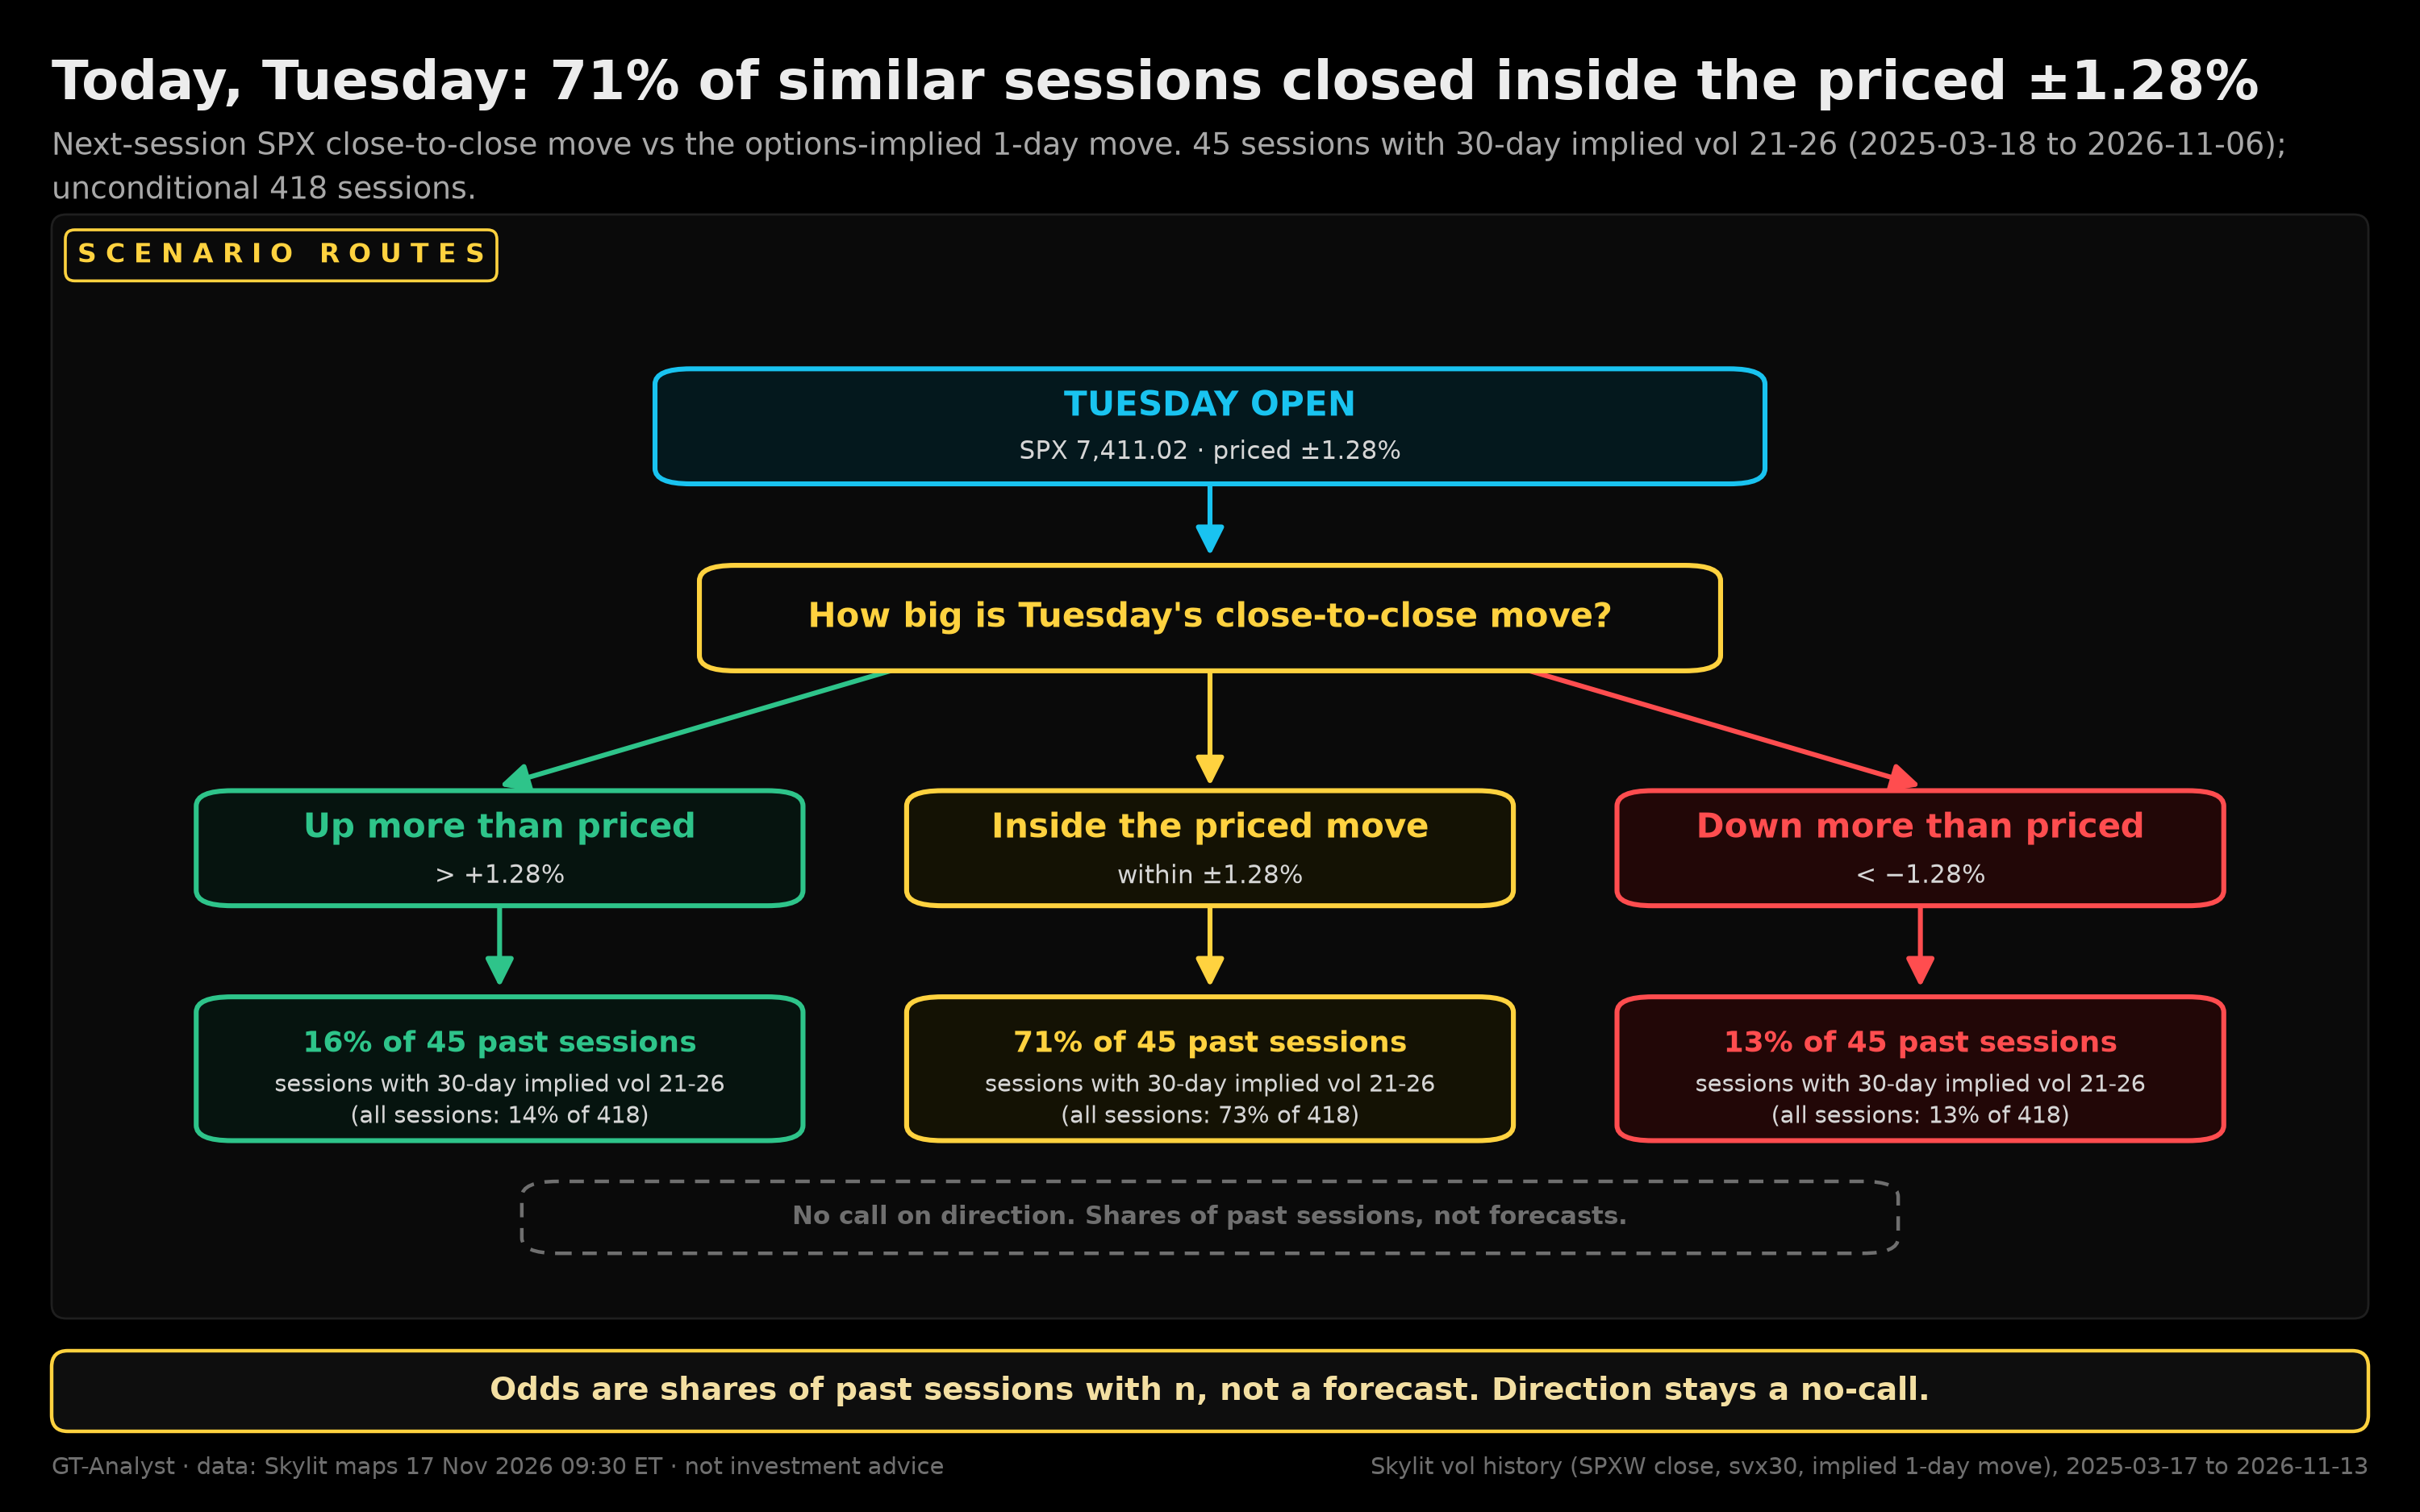 Today, Tuesday: 71% of similar sessions closed inside the priced ±1.28%
Next-session SPX close-to-close move vs the options-implied 1-day move. 45 sessions with 30-day implied vol 21-26 (2025-03-18 to 2026-11-06);
unconditional 418 sessions.
SCENARIO ROUTES
TUESDAY OPEN
SPX 7,411.02 · priced ±1.28%
How big is Tuesday's close-to-close move?
Up more than priced
> +1.28%
Inside the priced move
within ±1.28%
Down more than priced
< −1.28%
16% of 45 past sessions
sessions with 30-day implied vol 21-26
(all sessions: 14% of 418)
71% of 45 past sessions
sessions with 30-day implied vol 21-26
(all sessions: 73% of 418)
13% of 45 past sessions
sessions with 30-day implied vol 21-26
(all sessions: 13% of 418)
No call on direction. Shares of past sessions, not forecasts.
Odds are shares of past sessions with n, not a forecast. Direction stays a no-call.
GT-Analyst · data: Skylit maps 17 Nov 2026 09:30 ET · not investment advice
Skylit vol history (SPXW close, svx30, implied 1-day move), 2025-03-17 to 2026-11-13